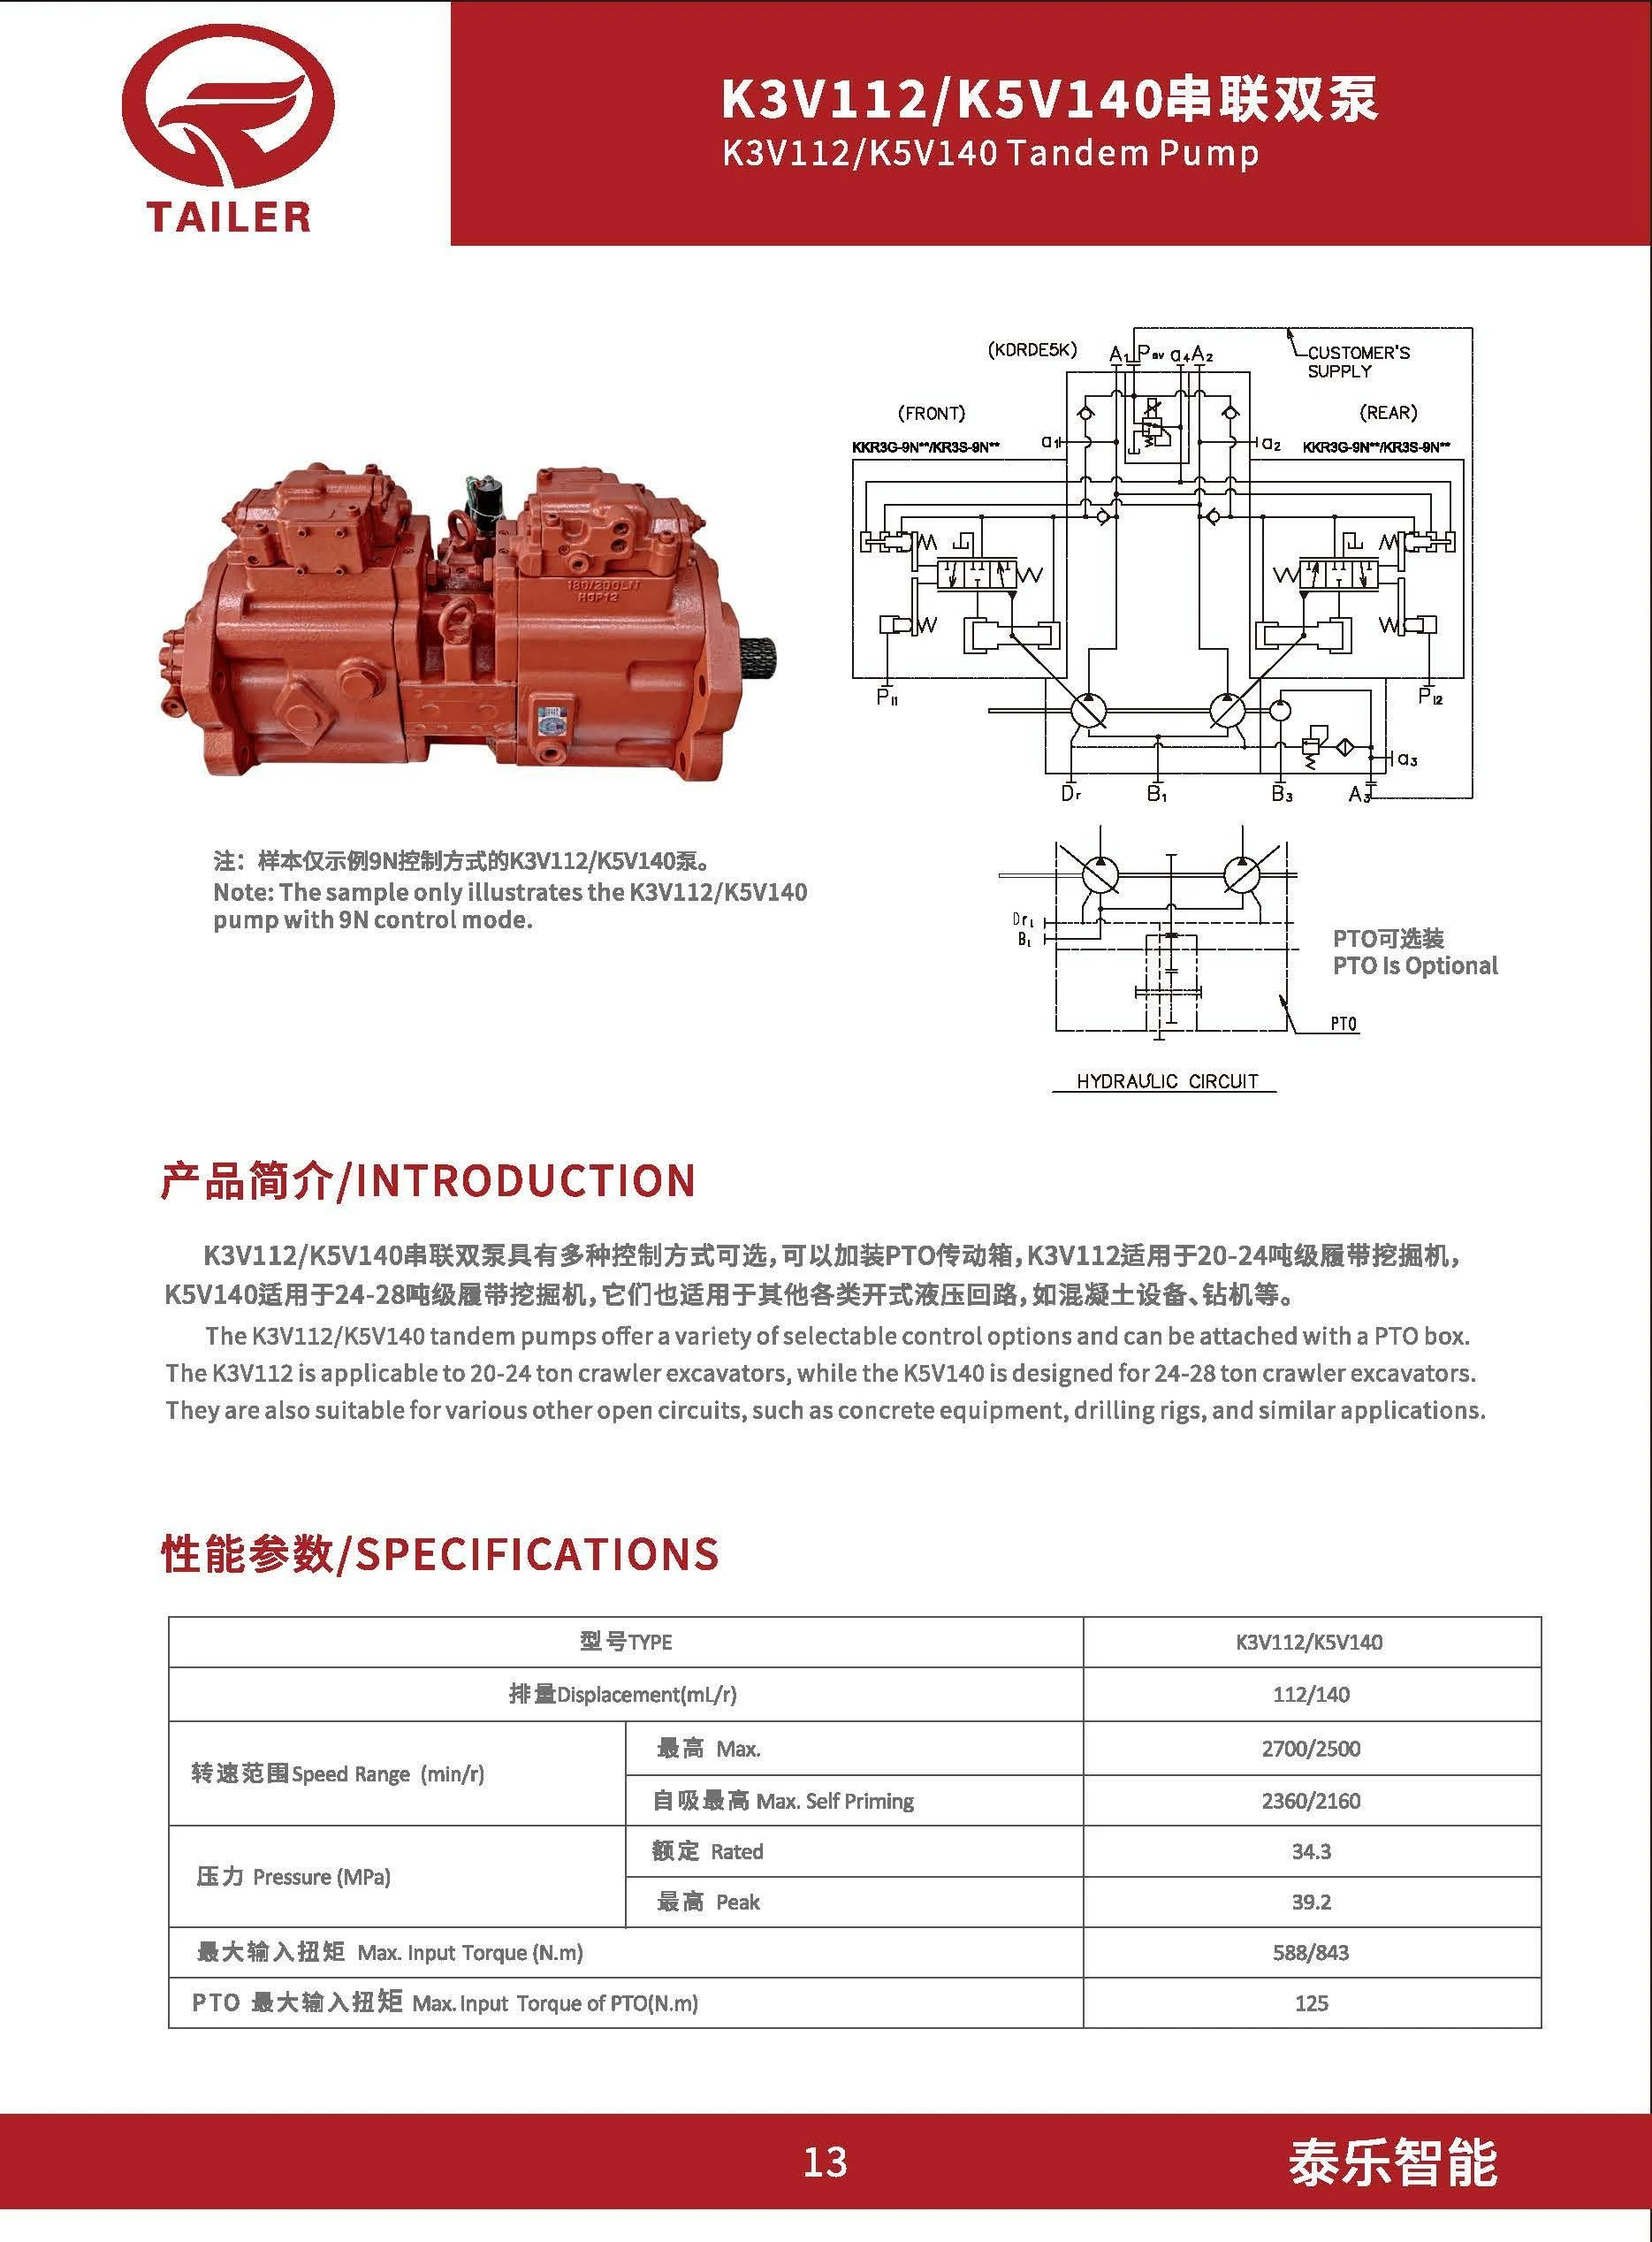 TAILER
K3V112/K5V140串联双泵
K3V112/K5V140 Tandem Pump
(KDRDE5K)
A1
Psv
a4
A2
CUSTOMER'S
SUPPLY
(FRONT)
(REAR)
KKR3G-9N**/KR3S-9N**
a1
a2
KKR3G-9N**/KR3S-9N**
180/200LN
HOP12
Pi1
Pi2
a3
Dr
B1
B3
A3
注：样本仅示例9N控制方式的K3V112/K5V140泵。
Note: The sample only illustrates the K3V112/K5V140
pump with 9N control mode.
PTO可选装
PTO Is Optional
PTO
HYDRAULIC CIRCUIT
产品简介/INTRODUCTION
K3V112/K5V140串联双泵具有多种控制方式可选，可以加装PTO传动箱，K3V112适用于20-24吨级履带挖掘机，
K5V140适用于24-28吨级履带挖掘机，它们也适用于其他各类开式液压回路，如混凝土设备、钻机等。
The K3V112/K5V140 tandem pumps offer a variety of selectable control options and can be attached with a PTO box.
The K3V112 is applicable to 20-24 ton crawler excavators, while the K5V140 is designed for 24-28 ton crawler excavators.
They are also suitable for various other open circuits, such as concrete equipment, drilling rigs, and similar applications.
性能参数/SPECIFICATIONS
型号TYPE K3V112/K5V140
排量Displacement(mL/r) 112/140
转速范围Speed Range (min/r)
最高 Max. 2700/2500
自吸最高 Max. Self Priming 2360/2160
压力 Pressure (MPa)
额定 Rated 34.3
最高 Peak 39.2
最大输入扭矩 Max. Input Torque (N.m) 588/843
PTO 最大输入扭矩 Max. Input Torque of PTO(N.m) 125
13
泰乐智能